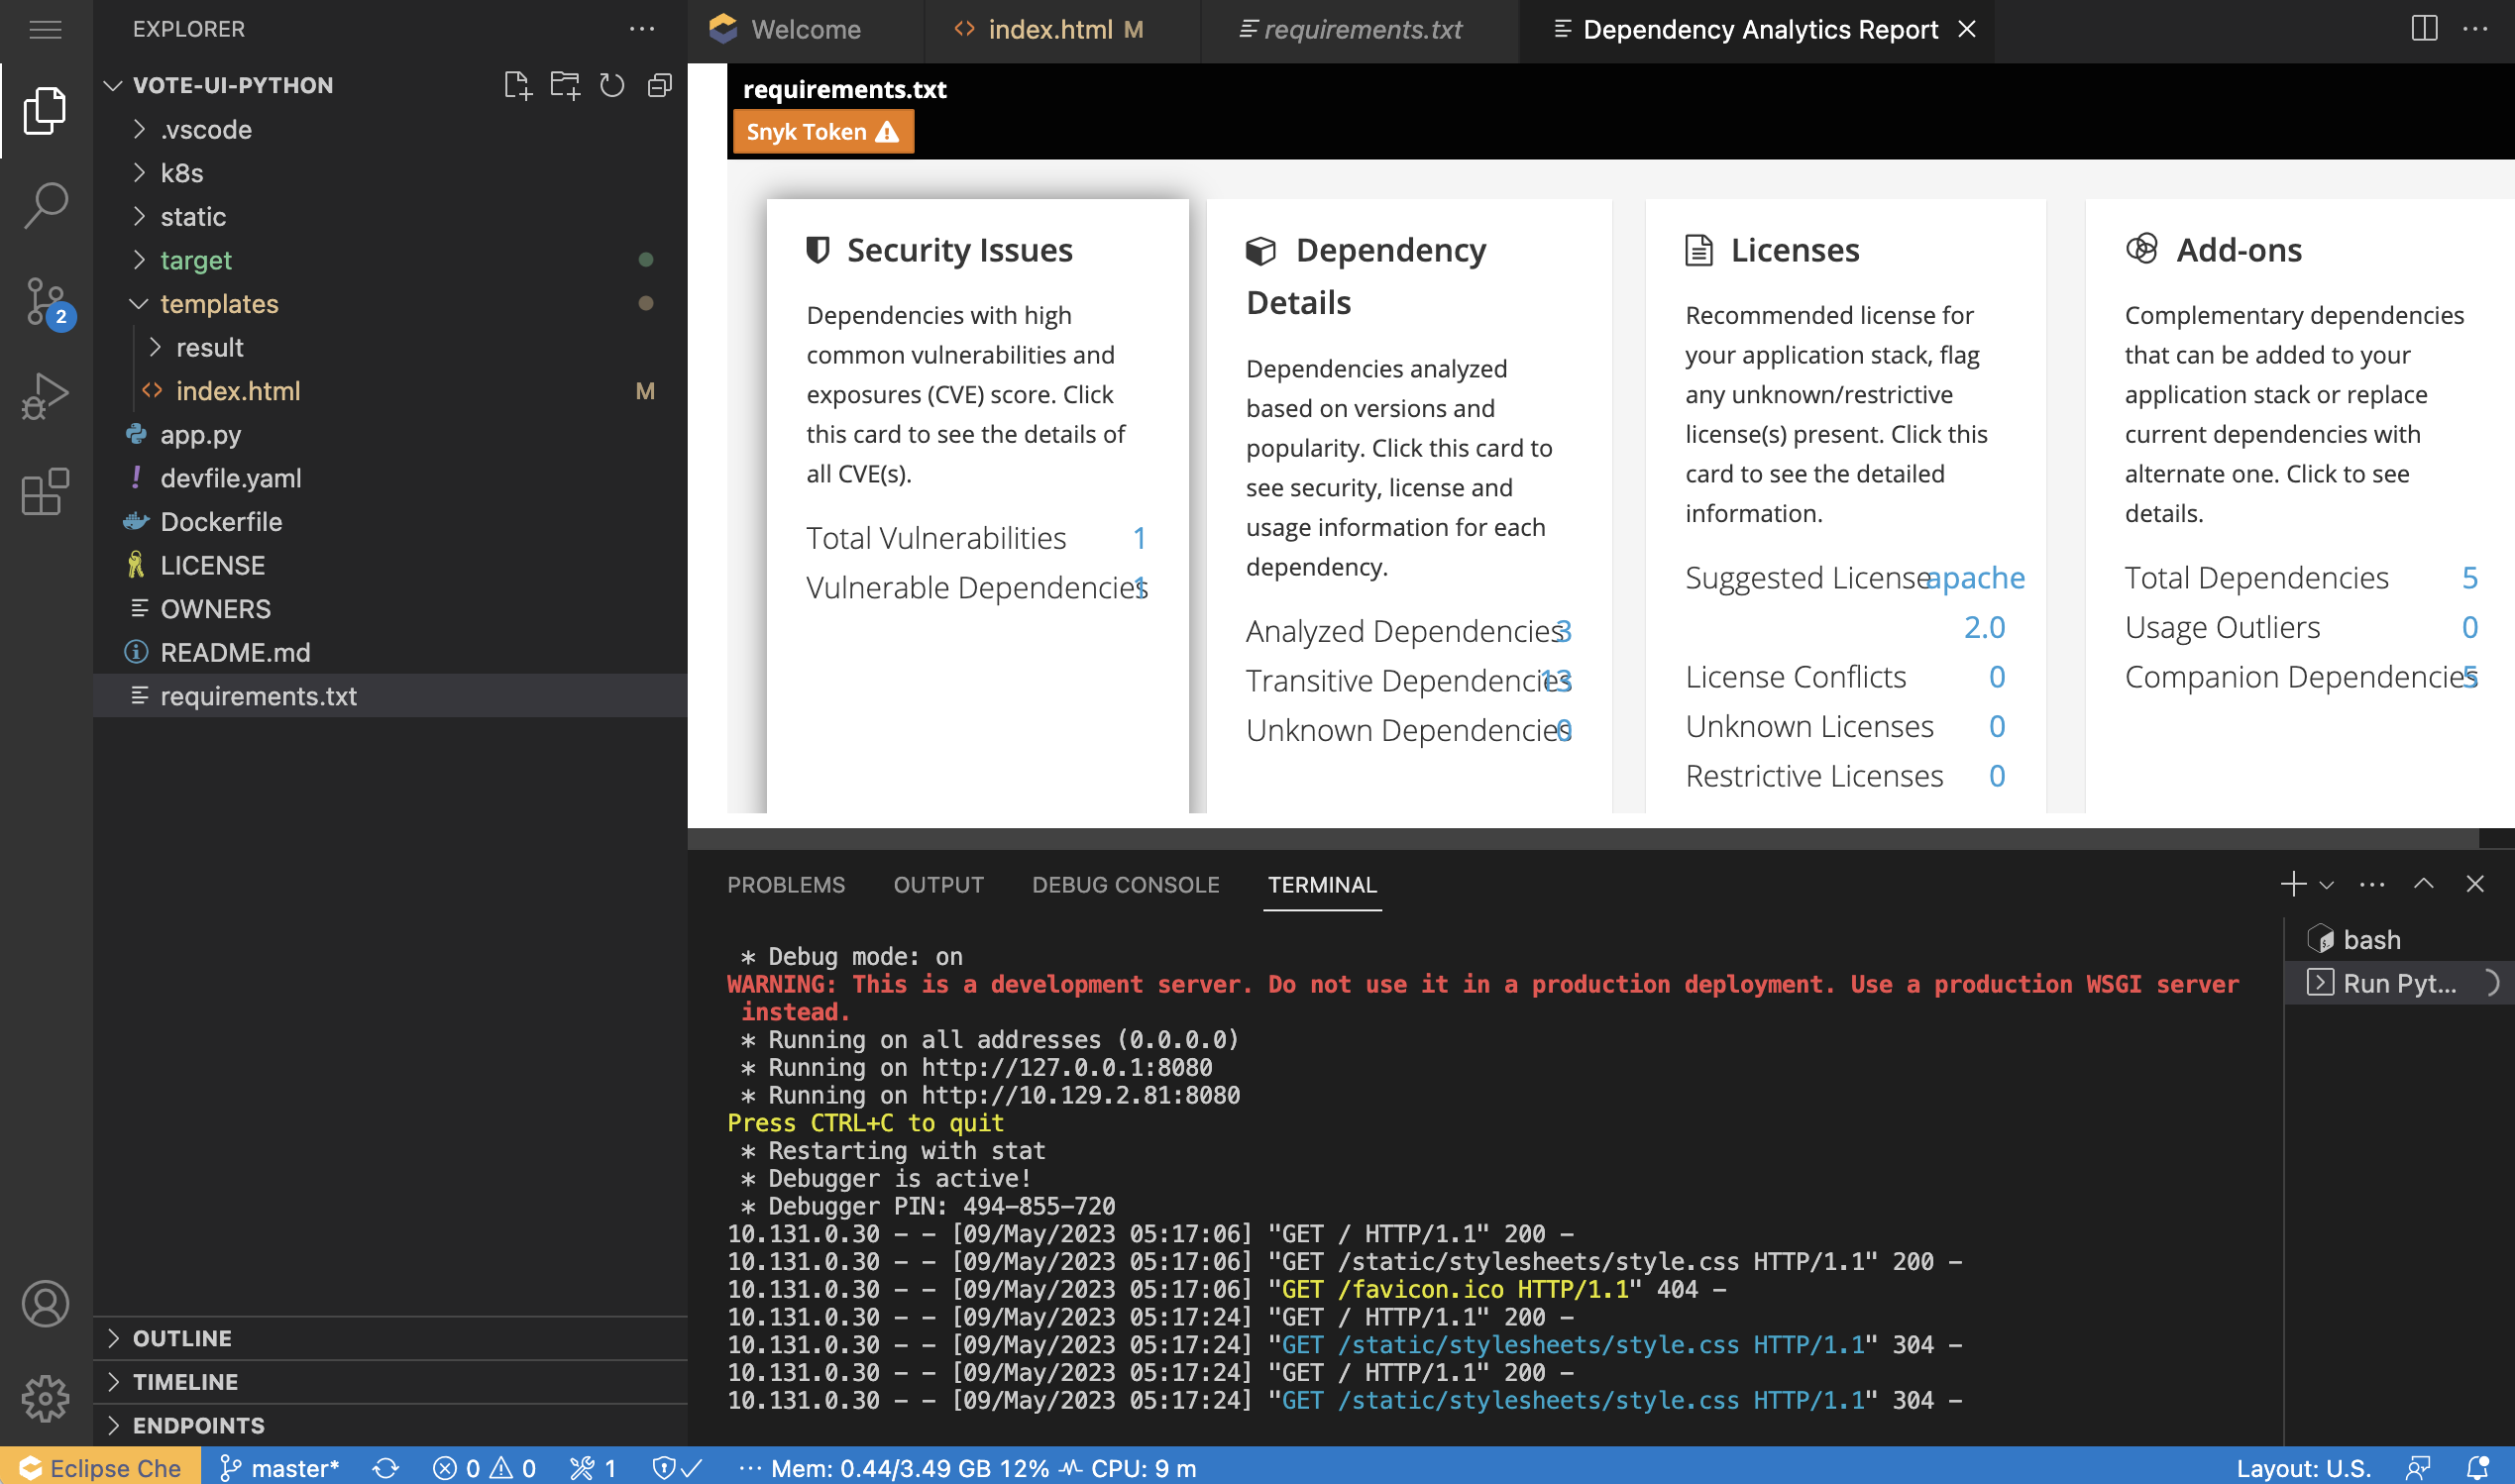 EXPLORER
VOTE-UI-PYTHON
.vscode
k8s
static
target
templates
result
index.html M
app.py
devfile.yaml
Dockerfile
LICENSE
OWNERS
README.md
requirements.txt
2
OUTLINE
TIMELINE
ENDPOINTS
Welcome
index.html M
requirements.txt
Dependency Analytics Report
requirements.txt
Snyk Token
Security Issues
Dependencies with high
common vulnerabilities and
exposures (CVE) score. Click
this card to see the details of
all CVE(s).
Total Vulnerabilities 1
Vulnerable Dependencies 1
Dependency
Details
Dependencies analyzed
based on versions and
popularity. Click this card to
see security, license and
usage information for each
dependency.
Analyzed Dependencies 3
Transitive Dependencies 13
Unknown Dependencies 0
Licenses
Recommended license for
your application stack, flag
any unknown/restrictive
license(s) present. Click this
card to see the detailed
information.
Suggested License apache
2.0
License Conflicts 0
Unknown Licenses 0
Restrictive Licenses 0
Add-ons
Complementary dependencies
that can be added to your
application stack or replace
current dependencies with
alternate one. Click to see
details.
Total Dependencies 5
Usage Outliers 0
Companion Dependencies 5
PROBLEMS OUTPUT DEBUG CONSOLE TERMINAL
* Debug mode: on
WARNING: This is a development server. Do not use it in a production deployment. Use a production WSGI server
instead.
* Running on all addresses (0.0.0.0)
* Running on http://127.0.0.1:8080
* Running on http://10.129.2.81:8080
Press CTRL+C to quit
* Restarting with stat
* Debugger is active!
* Debugger PIN: 494-855-720
10.131.0.30 - - [09/May/2023 05:17:06] "GET / HTTP/1.1" 200 -
10.131.0.30 - - [09/May/2023 05:17:06] "GET /static/stylesheets/style.css HTTP/1.1" 200 -
10.131.0.30 - - [09/May/2023 05:17:06] "GET /favicon.ico HTTP/1.1" 404 -
10.131.0.30 - - [09/May/2023 05:17:24] "GET / HTTP/1.1" 200 -
10.131.0.30 - - [09/May/2023 05:17:24] "GET /static/stylesheets/style.css HTTP/1.1" 304 -
10.131.0.30 - - [09/May/2023 05:17:24] "GET / HTTP/1.1" 200 -
10.131.0.30 - - [09/May/2023 05:17:24] "GET /static/stylesheets/style.css HTTP/1.1" 304 -
bash
Run Pyt...
Eclipse Che master* 0 0 1 ··· Mem: 0.44/3.49 GB 12% CPU: 9 m Layout: U.S.